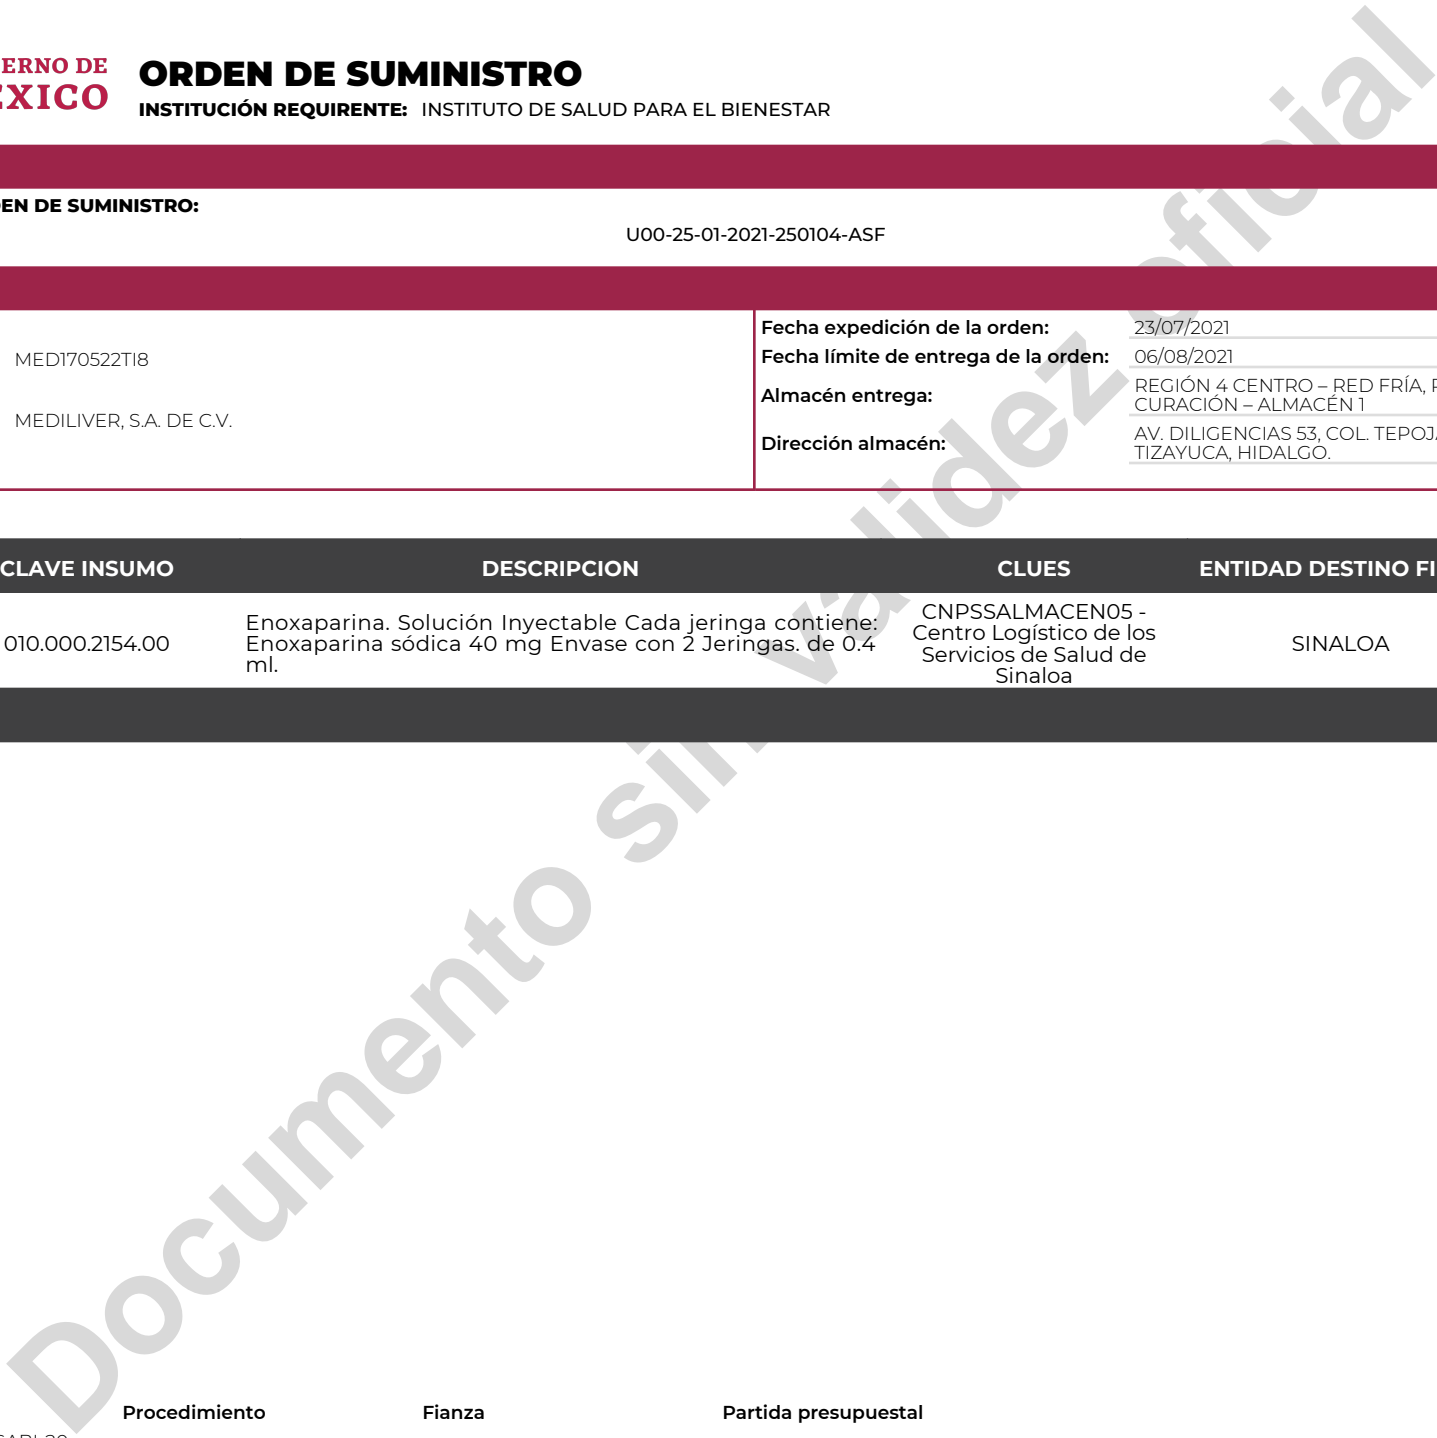 ERNO DE
ÉXICO
ORDEN DE SUMINISTRO
INSTITUCIÓN REQUIRENTE: INSTITUTO DE SALUD PARA EL BIENESTAR
EN DE SUMINISTRO:
U00-25-01-2021-250104-ASF
MED170522TI8
MEDILIVER, S.A. DE C.V.
Fecha expedición de la orden: 23/07/2021
Fecha límite de entrega de la orden: 06/08/2021
Almacén entrega: REGIÓN 4 CENTRO – RED FRÍA,
CURACIÓN – ALMACÉN 1
Dirección almacén: AV. DILIGENCIAS 53, COL. TEPOJ
TIZAYUCA, HIDALGO.
CLAVE INSUMO DESCRIPCION CLUES ENTIDAD DESTINO FI
010.000.2154.00
Enoxaparina. Solución Inyectable Cada jeringa contiene:
Enoxaparina sódica 40 mg Envase con 2 Jeringas. de 0.4
ml.
CNPSSALMACEN05 -
Centro Logístico de los
Servicios de Salud de
Sinaloa
SINALOA
Documento sin validez oficial
Procedimiento Fianza Partida presupuestal